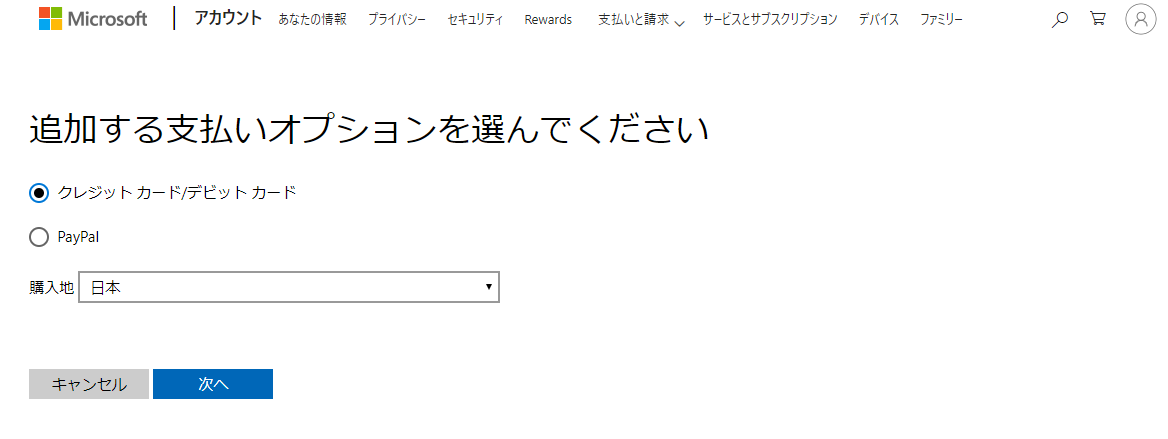 Microsoft アカウント あなたの情報 プライバシー セキュリティ Rewards 支払いと請求 サービスとサブスクリプション デバイス ファミリー
追加する支払いオプションを選んでください
クレジット カード/デビット カード
PayPal
購入地 日本
キャンセル 次へ